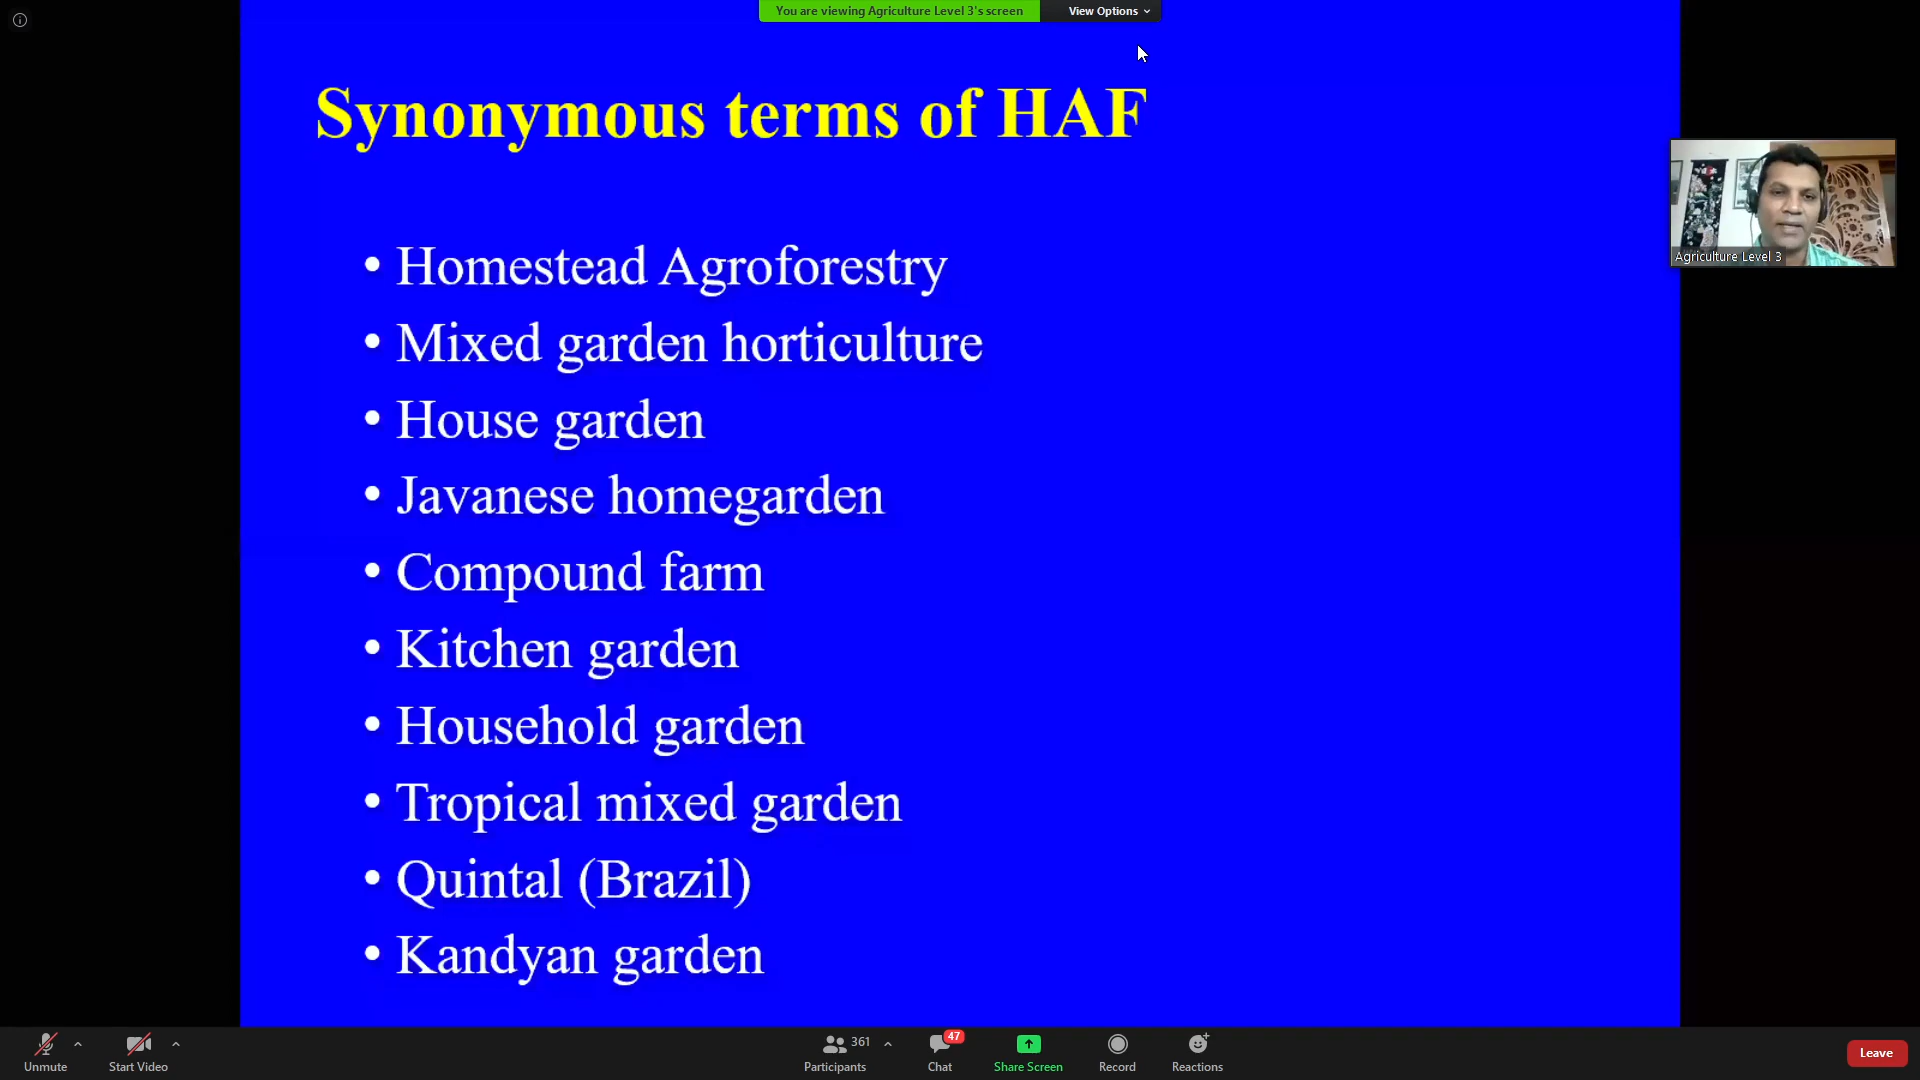 You are viewing Agriculture Level 3's screen
View Options
Synonymous terms of HAF
• Homestead Agroforestry
• Mixed garden horticulture
• House garden
• Javanese homegarden
• Compound farm
• Kitchen garden
• Household garden
• Tropical mixed garden
• Quintal (Brazil)
• Kandyan garden
Agriculture Level 3
Unmute
Start Video
361
Participants
47
Chat
Share Screen
Record
Reactions
Leave